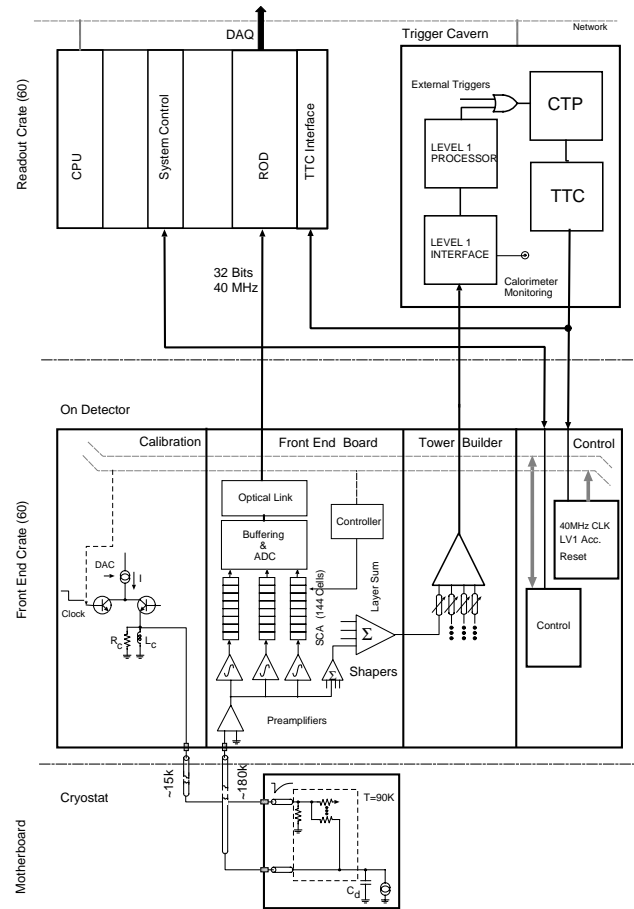 Network
DAQ
Trigger Cavern
Readout Crate (60)
CPU
System Control
ROD
TTC Interface
External Triggers
CTP
LEVEL 1
PROCESSOR
TTC
LEVEL 1
INTERFACE
Calorimeter
Monitoring
32 Bits
40 MHz
On Detector
Calibration
Front End Board
Tower Builder
Control
Front End Crate (60)
Optical Link
Buffering
&
ADC
Controller
40MHz CLK
LV1 Acc.
Reset
DAC
I
Clock
SCA (144 Cells)
Layer Sum
Σ
Control
Rc
Lc
Σ
Shapers
Preamplifiers
~15k
~180k
Cryostat
T=90K
Motherboard
Cd